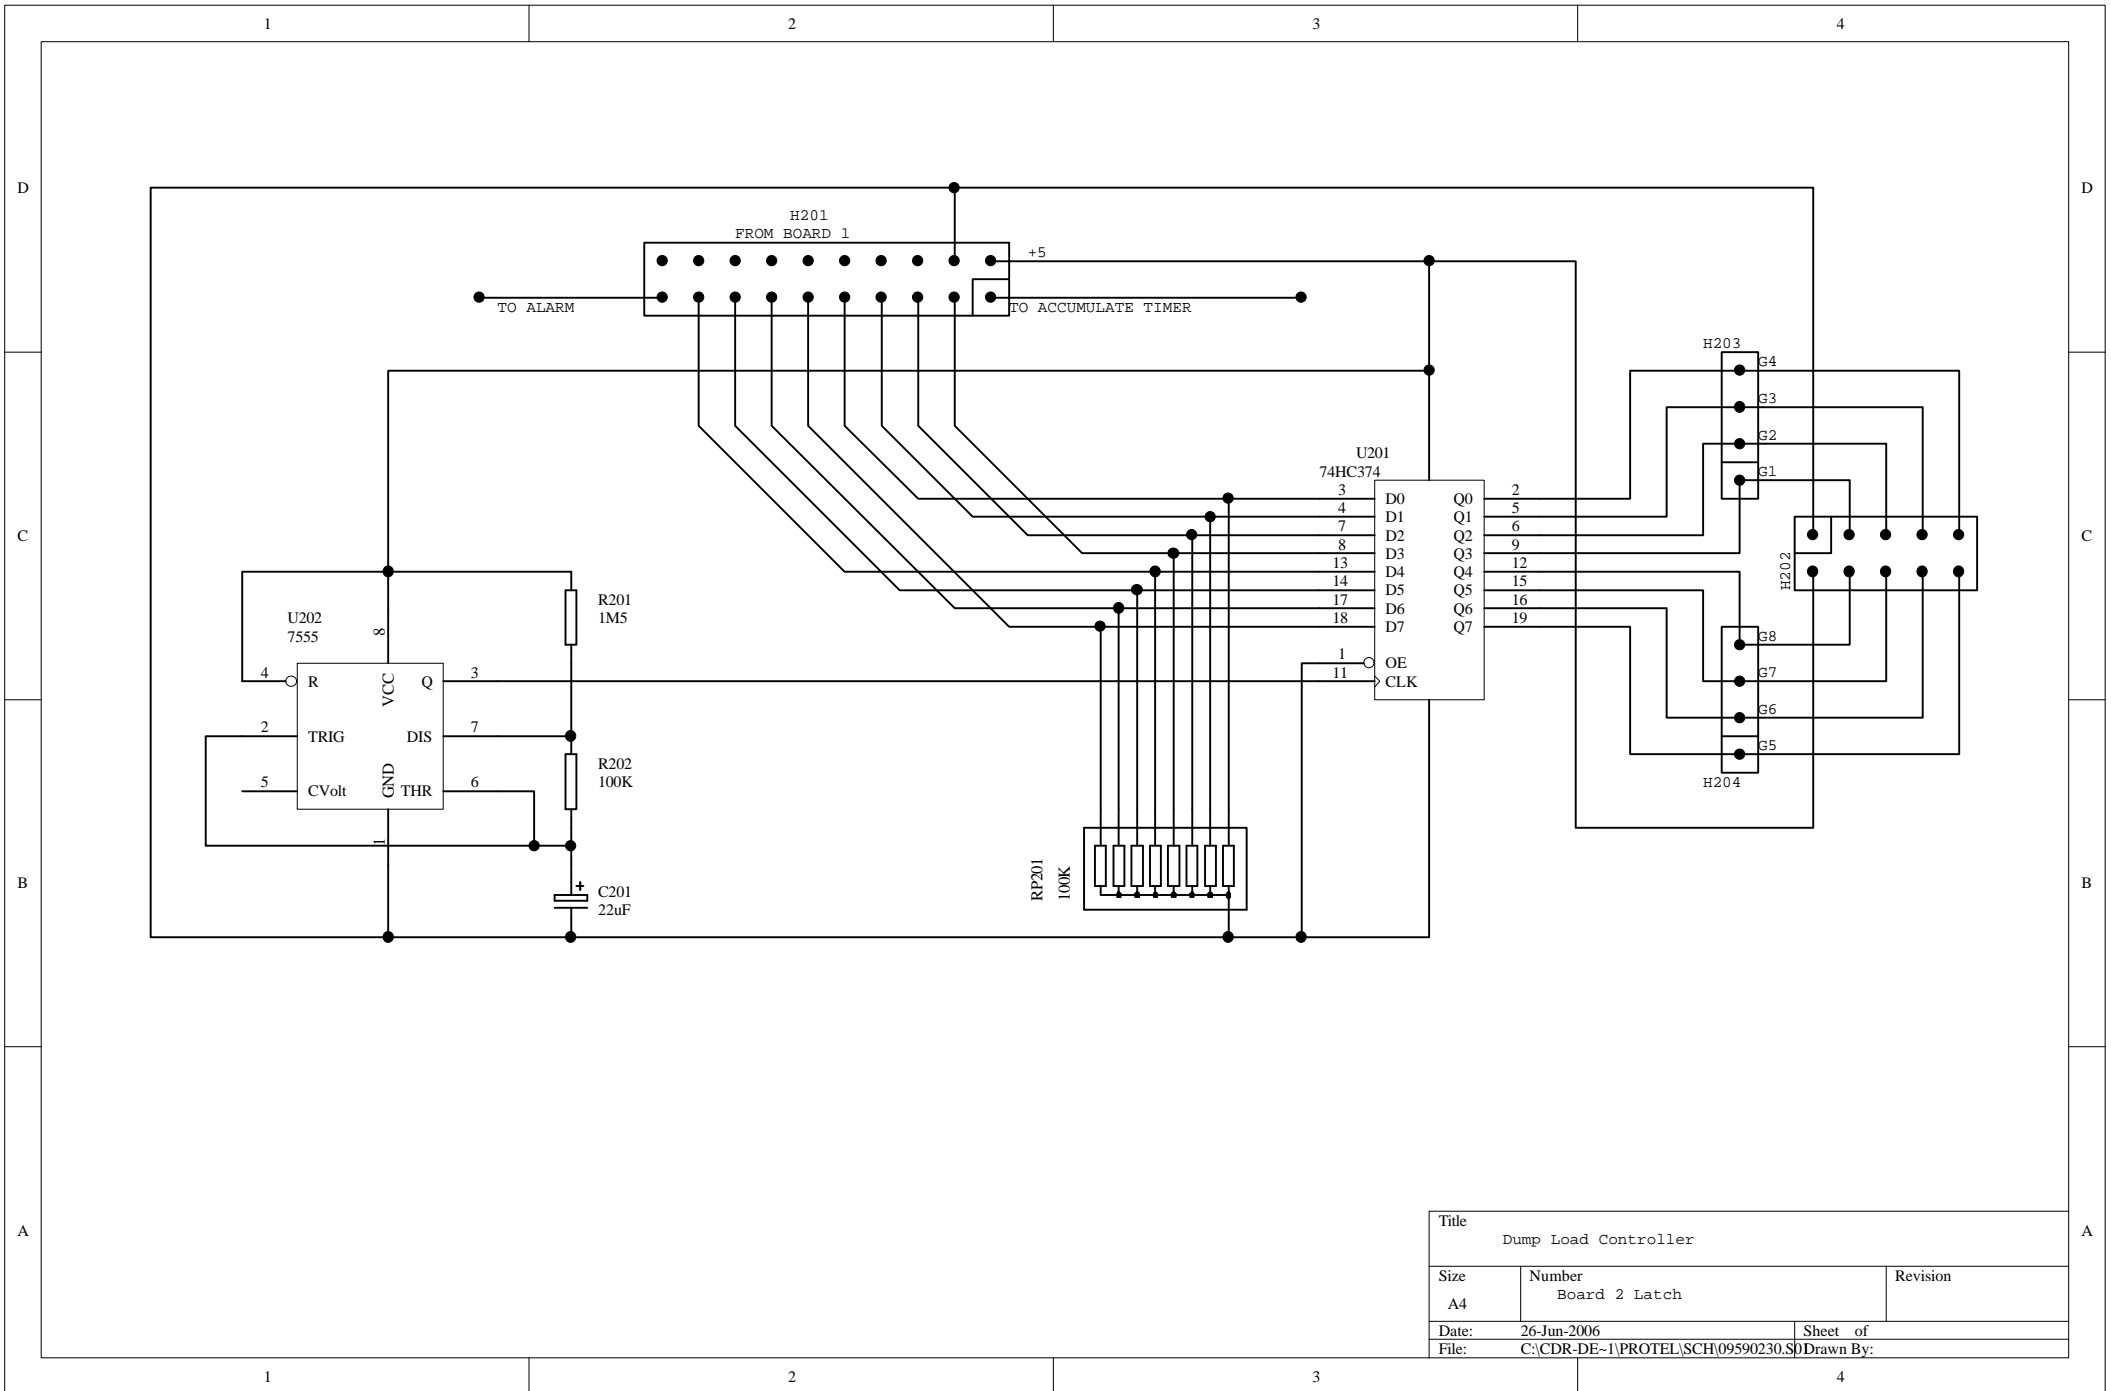 1 2 3 4
D D
H201
FROM BOARD 1
+5
TO ALARM
TO ACCUMULATE TIMER
H203
G4
G3
G2
G1
U201
74HC374
3 D0 Q0 2
4 D1 Q1 5
7 D2 Q2 6
8 D3 Q3 9
13 D4 Q4 12
14 D5 Q5 15
17 D6 Q6 16
18 D7 Q7 19
1 OE
11 CLK
C C
H202
G8
G7
G6
G5
H204
R201
1M5
U202
7555
8
4 R VCC Q 3
2 TRIG DIS 7
5 CVolt GND THR 6
1
R202
100K
C201
22uF
RP201
100K
B B
A A
Title
Dump Load Controller
Size
A4
Number
Board 2 Latch
Revision
Date: 26-Jun-2006 Sheet of
File: C:\CDR-DE~1\PROTEL\SCH\09590230.S0 Drawn By:
1 2 3 4